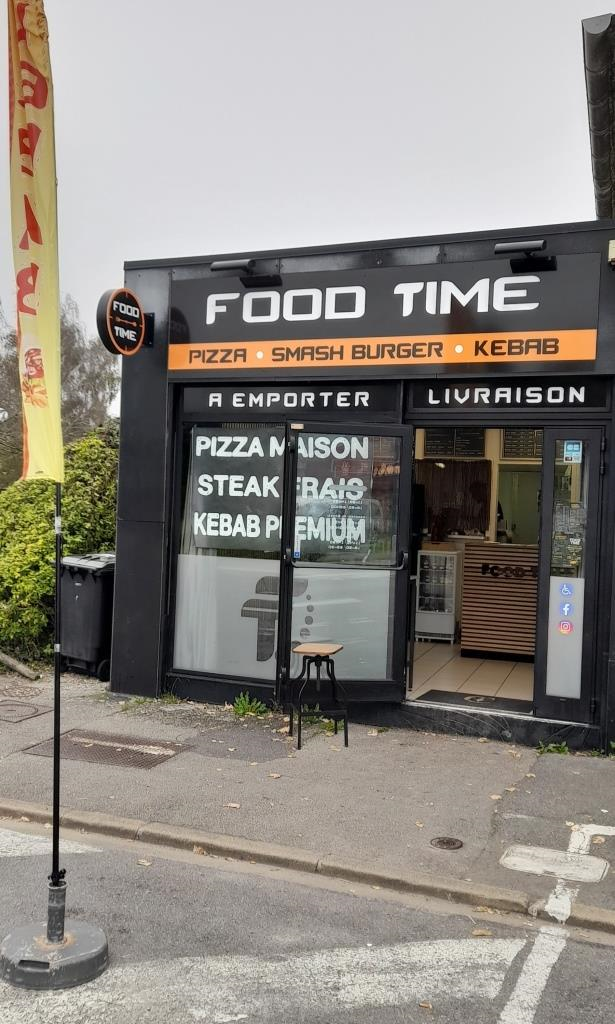 FOOD TIME
PIZZA • SMASH BURGER • KEBAB
FOOD
TIME
A EMPORTER
LIVRAISON
PIZZA MAISON
STEAK FRAIS
KEBAB PREMIUM